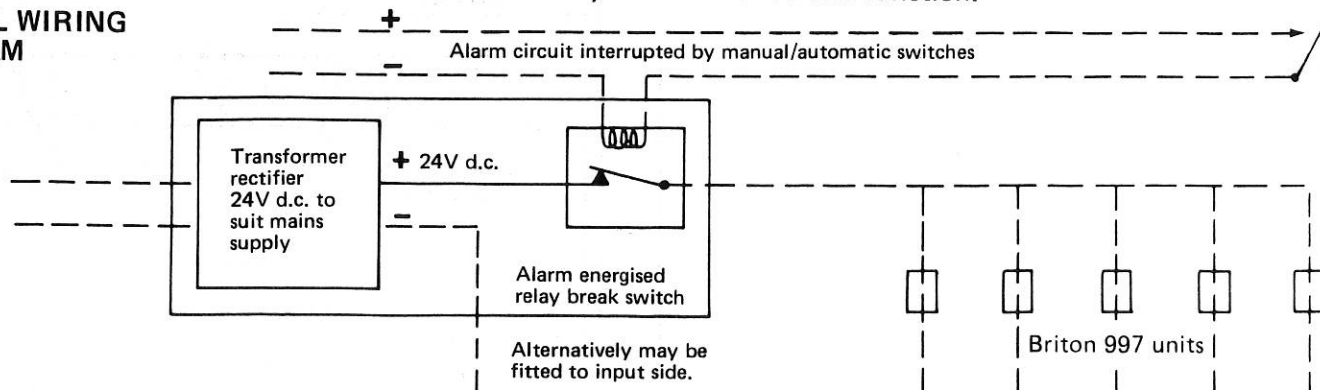 L WIRING
M
+
Alarm circuit interrupted by manual/automatic switches
–
Transformer
rectifier
24V d.c. to
suit mains
supply
+ 24V d.c.
–
Alarm energised
relay break switch
Alternatively may be
fitted to input side.
Briton 997 units